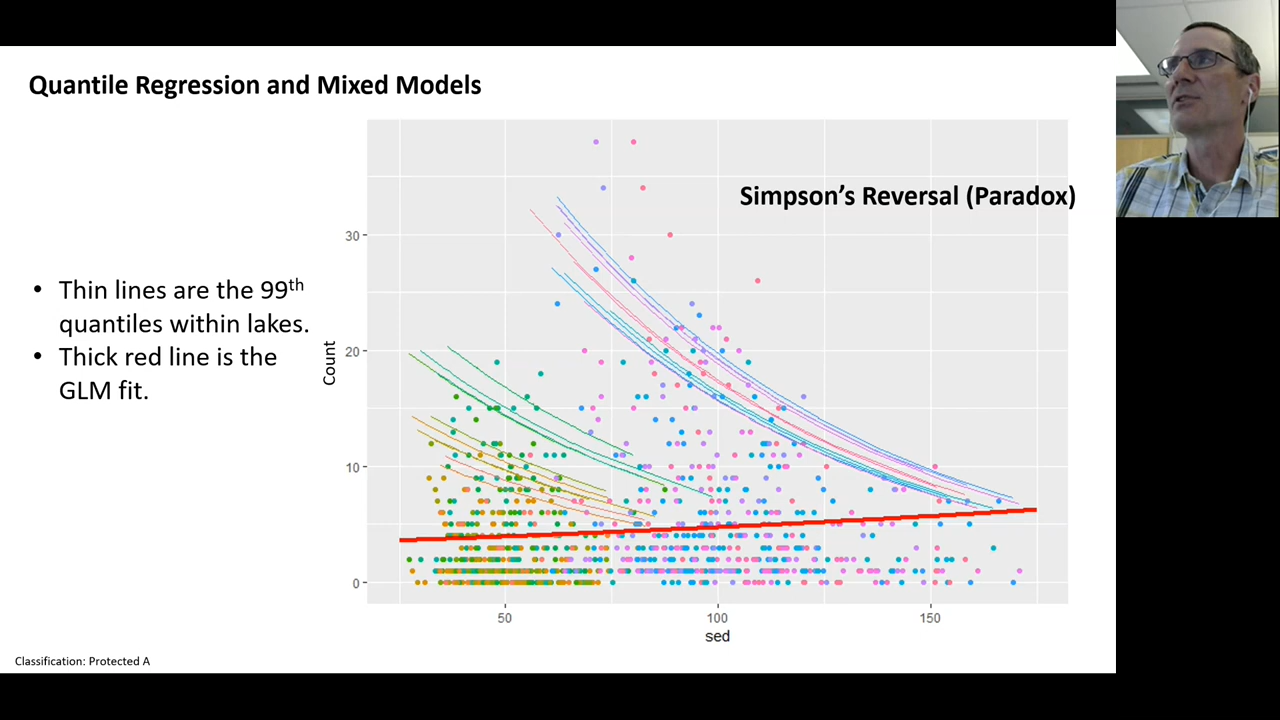 Quantile Regression and Mixed Models
Simpson's Reversal (Paradox)
• Thin lines are the 99th
quantiles within lakes.
• Thick red line is the
GLM fit.
Count
30
20
10
0
50
100
150
sed
Classification: Protected A